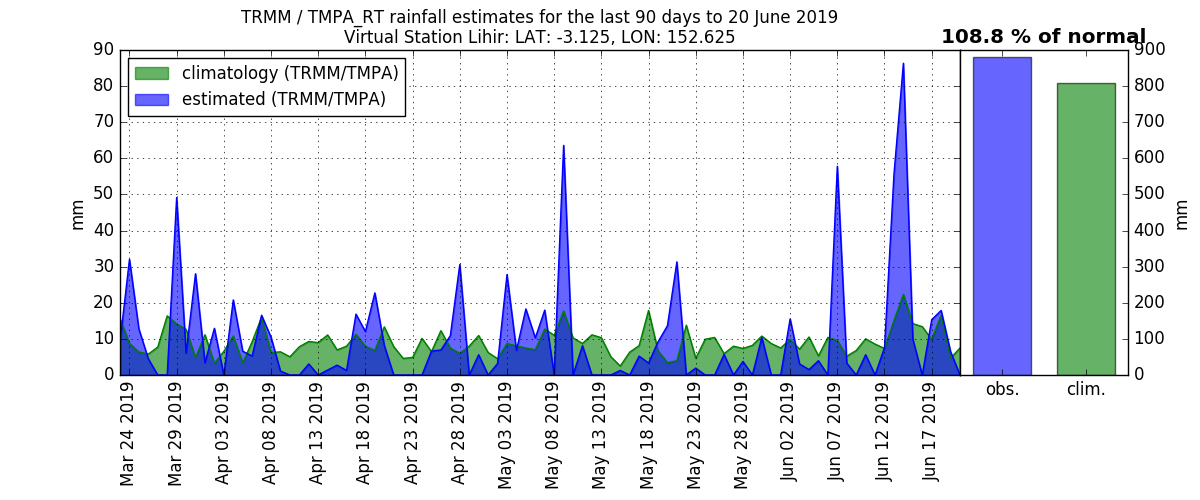 TRMM / TMPA_RT rainfall estimates for the last 90 days to 20 June 2019
Virtual Station Lihir: LAT: -3.125, LON: 152.625
108.8 % of normal
climatology (TRMM/TMPA)
estimated (TRMM/TMPA)
90
80
70
60
50
40
30
20
10
0
mm
900
800
700
600
500
400
300
200
100
0
mm
Mar 24 2019
Mar 29 2019
Apr 03 2019
Apr 08 2019
Apr 13 2019
Apr 18 2019
Apr 23 2019
Apr 28 2019
May 03 2019
May 08 2019
May 13 2019
May 18 2019
May 23 2019
May 28 2019
Jun 02 2019
Jun 07 2019
Jun 12 2019
Jun 17 2019
obs.
clim.